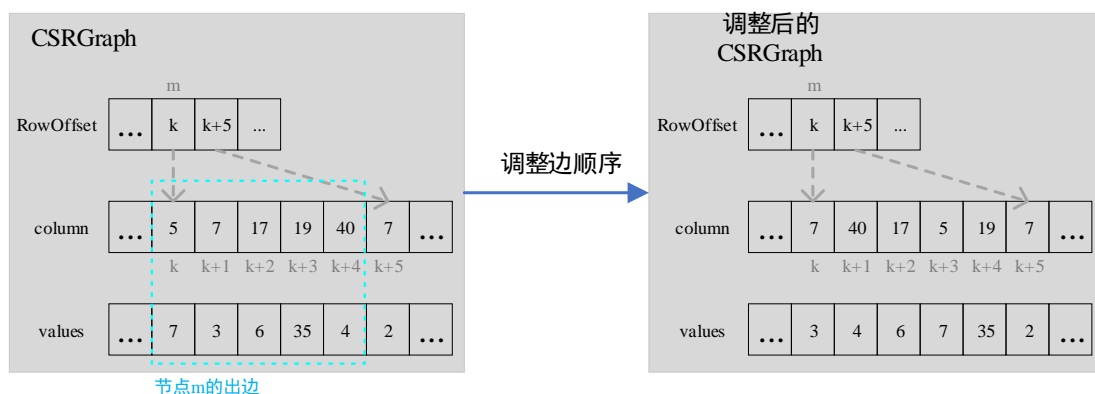 CSRGraph
m
RowOffset ... k k+5 ...
column ... 5 7 17 19 40 7 ...
k k+1 k+2 k+3 k+4 k+5
values ... 7 3 6 35 4 2 ...
节点m的出边
调整边顺序
调整后的
CSRGraph
m
RowOffset ... k k+5 ...
column ... 7 40 17 5 19 7 ...
k k+1 k+2 k+3 k+4 k+5
values ... 3 4 6 7 35 2 ...